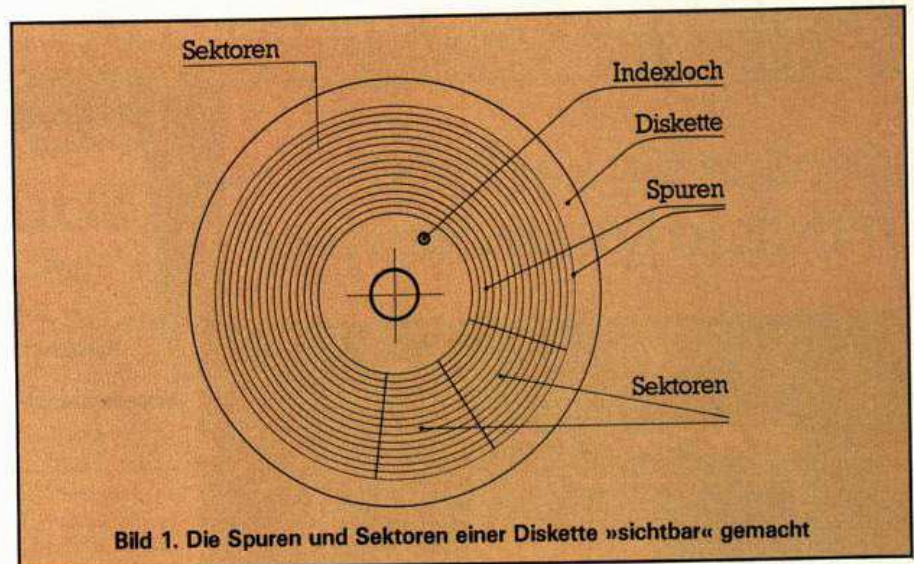 Sektoren
Indexloch
Diskette
Spuren
Sektoren
Bild 1. Die Spuren und Sektoren einer Diskette »sichtbar« gemacht